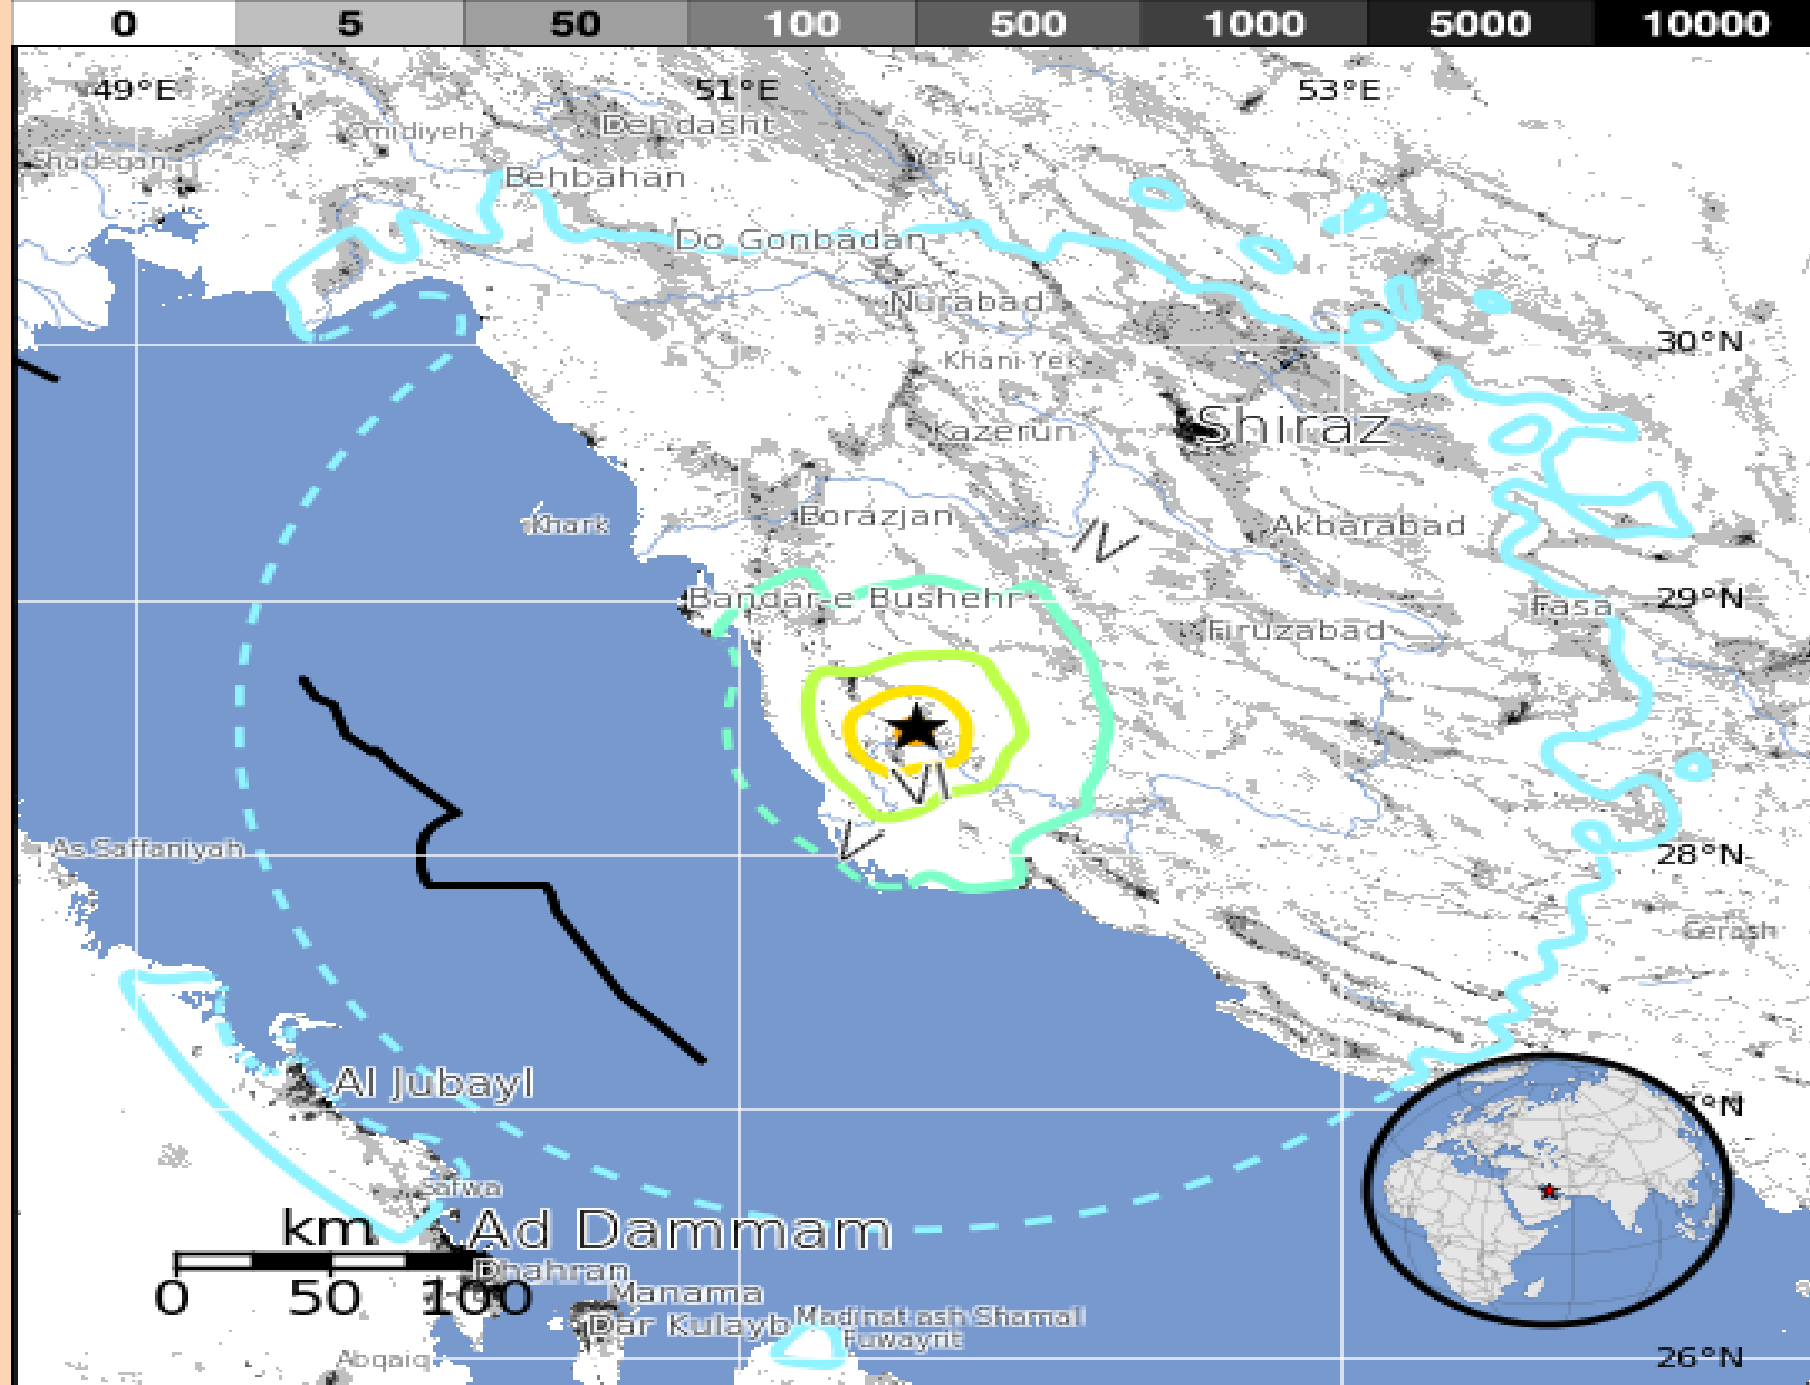 0 5 50 100 500 1000 5000 10000
49°E 51°E 53°E
Omidiyeh Dehdasht
Shadegan Yasuj
Behbahan
Do Gonbadan
Nurabad
30°N
Khani Yek
Shiraz
Kazerun
Borazjan
Khark Akbarabad
IV
Bandar-e Bushehr 29°N
Fasa
Firuzabad
VI
V
As Saffaniyah 28°N
Gerash
Al Jubayl
Safwa
km Ad Dammam
Dhahran
0 50 100
Manama
Dar Kulayb Madinat ash Shamal
Fuwayrit
Abqaiq 26°N